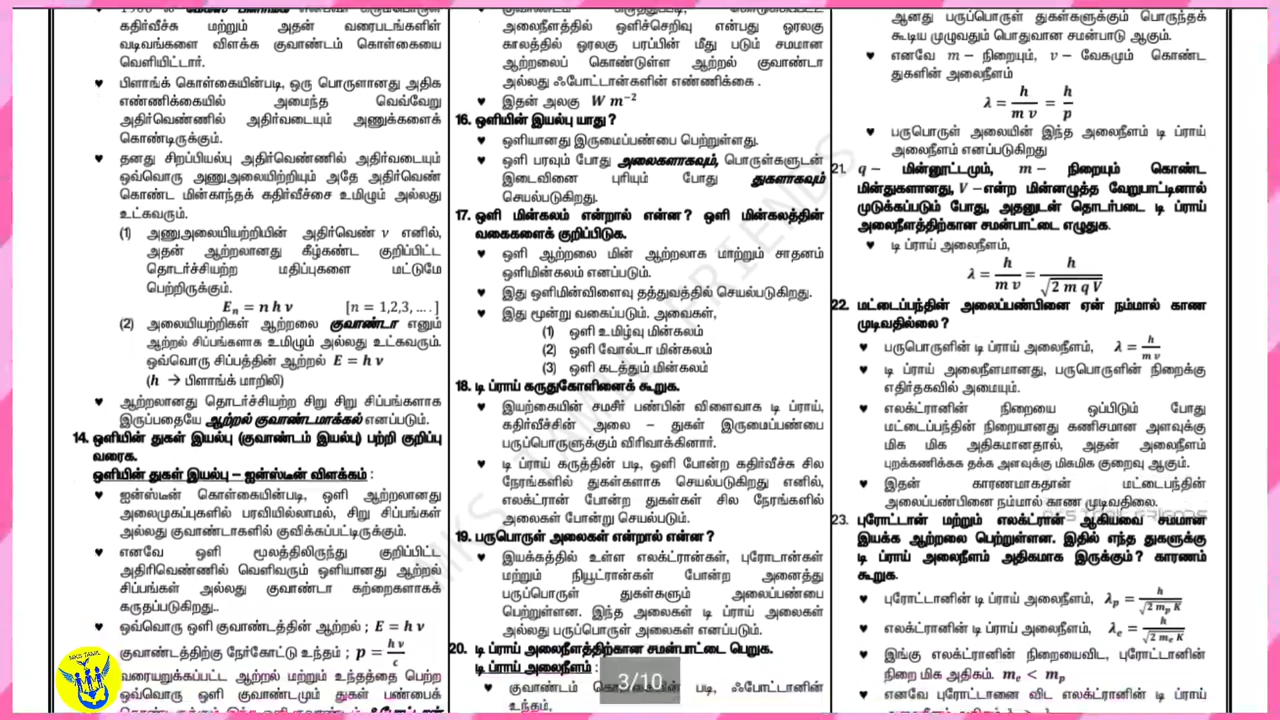 கதிர்வீச்சு மற்றும் அதன் வரைபடங்களின்
வடிவங்களை விளக்க குவாண்டம் கொள்கையை
வெளியிட்டார்.
♥ பிளாங்க் கொள்கையின்படி, ஒரு பொருளானது அதிக
எண்ணிக்கையில் அமைந்த வெவ்வேறு
அதிர்வெண்ணில் அதிர்வடையும் அணுக்களைக்
கொண்டிருக்கும்.
♥ தனது சிறப்பியல்பு அதிர்வெண்ணில் அதிர்வடையும்
ஒவ்வொரு அணுஅலையியற்றியும் அதே அதிர்வெண்
கொண்ட மின்காந்தக் கதிர்வீச்சை உமிழும் அல்லது
உட்கவரும்.
(1) அணுஅலையியற்றியின் அதிர்வெண் ν எனில்,
அதன் ஆற்றலானது கீழ்கண்ட குறிப்பிட்ட
தொடர்ச்சியற்ற மதிப்புகளை மட்டுமே
பெற்றிருக்கும்.
Eₙ = n h ν [n = 1,2,3, … . ]
(2) அலையியற்றிகள் ஆற்றலை குவாண்டா எனும்
ஆற்றல் சிப்பங்களாக உமிழும் அல்லது உட்கவரும்.
ஒவ்வொரு சிப்பத்தின் ஆற்றல் E = h ν
(h → பிளாங்க் மாறிலி)
♥ ஆற்றலானது தொடர்ச்சியற்ற சிறு சிறு சிப்பங்களாக
இருப்பதையே ஆற்றல் குவாண்டமாக்கல் எனப்படும்.
14. ஒளியின் துகள் இயல்பு (குவாண்டம் இயல்பு) பற்றி குறிப்பு
வரைக.
ஒளியின் துகள் இயல்பு – ஐன்ஸ்டீன் விளக்கம் :
♥ ஐன்ஸ்டீன் கொள்கையின்படி, ஒளி ஆற்றலானது
அலைமுகப்புகளில் பரவியில்லாமல், சிறு சிப்பங்கள்
அல்லது குவாண்டாகளில் குவிக்கப்பட்டிருக்கும்.
♥ எனவே ஒளி மூலத்திலிருந்து குறிப்பிட்ட
அதிரிவெண்ணில் வெளிவரும் ஒளியானது ஆற்றல்
சிப்பங்கள் அல்லது குவாண்டா கற்றைகளாகக்
கருதப்படுகிறது..
♥ ஒவ்வொரு ஒளி குவாண்டத்தின் ஆற்றல் ; E = h ν
குவாண்டத்திற்கு நேர்கோட்டு உந்தம் ; p = h ν / c
வரையறுக்கப்பட்ட ஆற்றல் மற்றும் உந்தத்தை பெற்ற
ஒவ்வொரு ஒளி குவாண்டமும் துகள் பண்பைக்
NKS TAMIL
அலைநீளத்தில் ஒளிச்செறிவு என்பது ஓரலகு
காலத்தில் ஓரலகு பரப்பின் மீது படும் சமமான
ஆற்றலைப் கொண்டுள்ள ஆற்றல் குவாண்டா
அல்லது ஃபோட்டான்களின் எண்ணிக்கை .
♥ இதன் அலகு W m⁻²
16. ஒளியின் இயல்பு யாது ?
♥ ஒளியானது இருமைப்பண்பை பெற்றுள்ளது.
♥ ஒளி பரவும் போது அலைகளாகவும், பொருள்களுடன்
இடைவினை புரியும் போது துகளாகவும்
செயல்படுகிறது.
17. ஒளி மின்கலம் என்றால் என்ன ? ஒளி மின்கலத்தின்
வகைகளைக் குறிப்பிடுக.
♥ ஒளி ஆற்றலை மின் ஆற்றலாக மாற்றும் சாதனம்
ஒளிமின்கலம் எனப்படும்.
♥ இது ஒளிமின்விளைவு தத்துவத்தில் செயல்படுகிறது.
♥ இது மூன்று வகைப்படும். அவைகள்,
(1) ஒளி உமிழ்வு மின்கலம்
(2) ஒளி வோல்டா மின்கலம்
(3) ஒளி கடத்தும் மின்கலம்
18. டி ப்ராய் கருதுகோளினைக் கூறுக.
♥ இயற்கையின் சமச்சீர் பண்பின் விளைவாக டி ப்ராய்,
கதிர்வீச்சின் அலை – துகள் இருமைப்பண்பை
பருப்பொருளுக்கும் விரிவாக்கினார்.
♥ டி ப்ராய் கருத்தின் படி, ஒளி போன்ற கதிர்வீச்சு சில
நேரங்களில் துகள்களாக செயல்படுகிறது எனில்,
எலக்ட்ரான் போன்ற துகள்கள் சில நேரங்களில்
அலைகள் போன்று செயல்படும்.
19. பருபொருள் அலைகள் என்றால் என்ன ?
♥ இயக்கத்தில் உள்ள எலக்ட்ரான்கள், புரோடான்கள்
மற்றும் நியூட்ரான்கள் போன்ற அனைத்து
பருப்பொருள் துகள்களும் அலைப்பண்பை
பெற்றுள்ளன. இந்த அலைகள் டி ப்ராய் அலைகள்
அல்லது பருப்பொருள் அலைகள் எனப்படும்.
20. டி ப்ராய் அலைநீளத்திற்கான சமன்பாட்டை பெறுக.
டி ப்ராய் அலைநீளம் :
♥ குவாண்டம் படி, ஃபோட்டானின்
உந்தம்,
3/10
ஆனது பருப்பொருள் துகள்களுக்கும் பொருந்தக்
கூடிய முழுவதும் பொதுவான சமன்பாடு ஆகும்.
♥ எனவே m – நிறையும், v – வேகமும் கொண்ட
துகளின் அலைநீளம்
λ = h / m v = h / p
♥ பருபொருள் அலையின் இந்த அலைநீளம் டி ப்ராய்
அலைநீளம் எனப்படுகிறது
21. q – மின்னூட்டமும், m – நிறையும் கொண்ட
மின்துகளானது, V – என்ற மின்னழுத்த வேறுபாட்டினால்
முடுக்கப்படும் போது, அதனுடன் தொடர்படை டி ப்ராய்
அலைநீளத்திற்கான சமன்பாட்டை எழுதுக.
♥ டி ப்ராய் அலைநீளம்,
λ = h / m v = h / √2 m q V
22. மட்டைப்பந்தின் அலைப்பண்பினை ஏன் நம்மால் காண
முடிவதில்லை ?
♥ பருபொருளின் டி ப்ராய் அலைநீளம், λ = h / m v
♥ டி ப்ராய் அலைநீளமானது, பருபொருளின் நிறைக்கு
எதிர்தகவில் அமையும்.
♥ எலக்ட்ரானின் நிறையை ஒப்பிடும் போது
மட்டைப்பந்தின் நிறையானது கணிசமான அளவுக்கு
மிக மிக அதிகமானதால், அதன் அலைநீளம்
புறக்கணிக்க தக்க அளவுக்கு மிகமிக குறைவு ஆகும்.
♥ இதன் காரணமாகதான் மட்டைபந்தின்
அலைப்பண்பினை நம்மால் காண முடிவதிலை.
23. புரோட்டான் மற்றும் எலக்ட்ரான் ஆகியவை சமமான
இயக்க ஆற்றலை பெற்றுள்ளன. இதில் எந்த துகளுக்கு
டி ப்ராய் அலைநீளம் அதிகமாக இருக்கும் ? காரணம்
கூறுக.
♥ புரோட்டானின் டி ப்ராய் அலைநீளம், λₚ = h / √2 mₚ K
♥ எலக்ட்ரானின் டி ப்ராய் அலைநீளம், λₑ = h / √2 mₑ K
♥ இங்கு எலக்ட்ரானின் நிறையைவிட, புரோட்டானின்
நிறை மிக அதிகம். mₑ < mₚ
♥ எனவே புரோட்டானை விட எலக்ட்ரானின் டி ப்ராய்